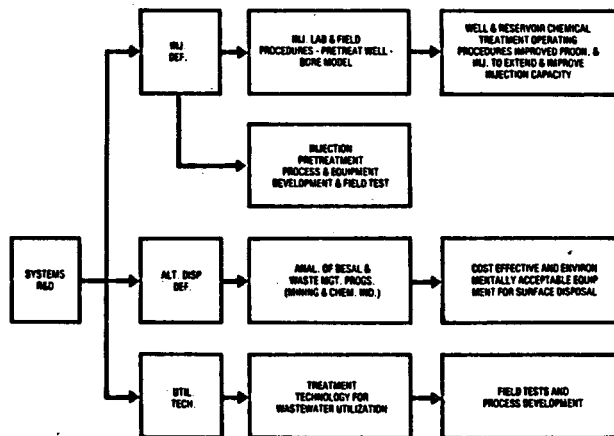 INJ.
DEF.
INJ. LAB & FIELD
PROCEDURES - PRETREAT WELL -
BORE MODEL
WELL & RESERVOIR CHEMICAL
TREATMENT OPERATING
PROCEDURES IMPROVED PRODN. &
INJ. TO EXTEND & IMPROVE
INJECTION CAPACITY
INJECTION
PRETREATMENT
PROCESS & EQUIPMENT
DEVELOPMENT & FIELD TEST
SYSTEMS
R&D
ALT. DISP
DEF.
ANAL. OF DESAL &
WASTE MGT. PROGS.
(MINING & CHEM. IND.)
COST EFFECTIVE AND ENVIRON
MENTALLY ACCEPTABLE EQUIP
MENT FOR SURFACE DISPOSAL
UTIL.
TECH.
TREATMENT
TECHNOLOGY FOR
WASTEWATER UTILIZATION
FIELD TESTS AND
PROCESS DEVELOPMENT